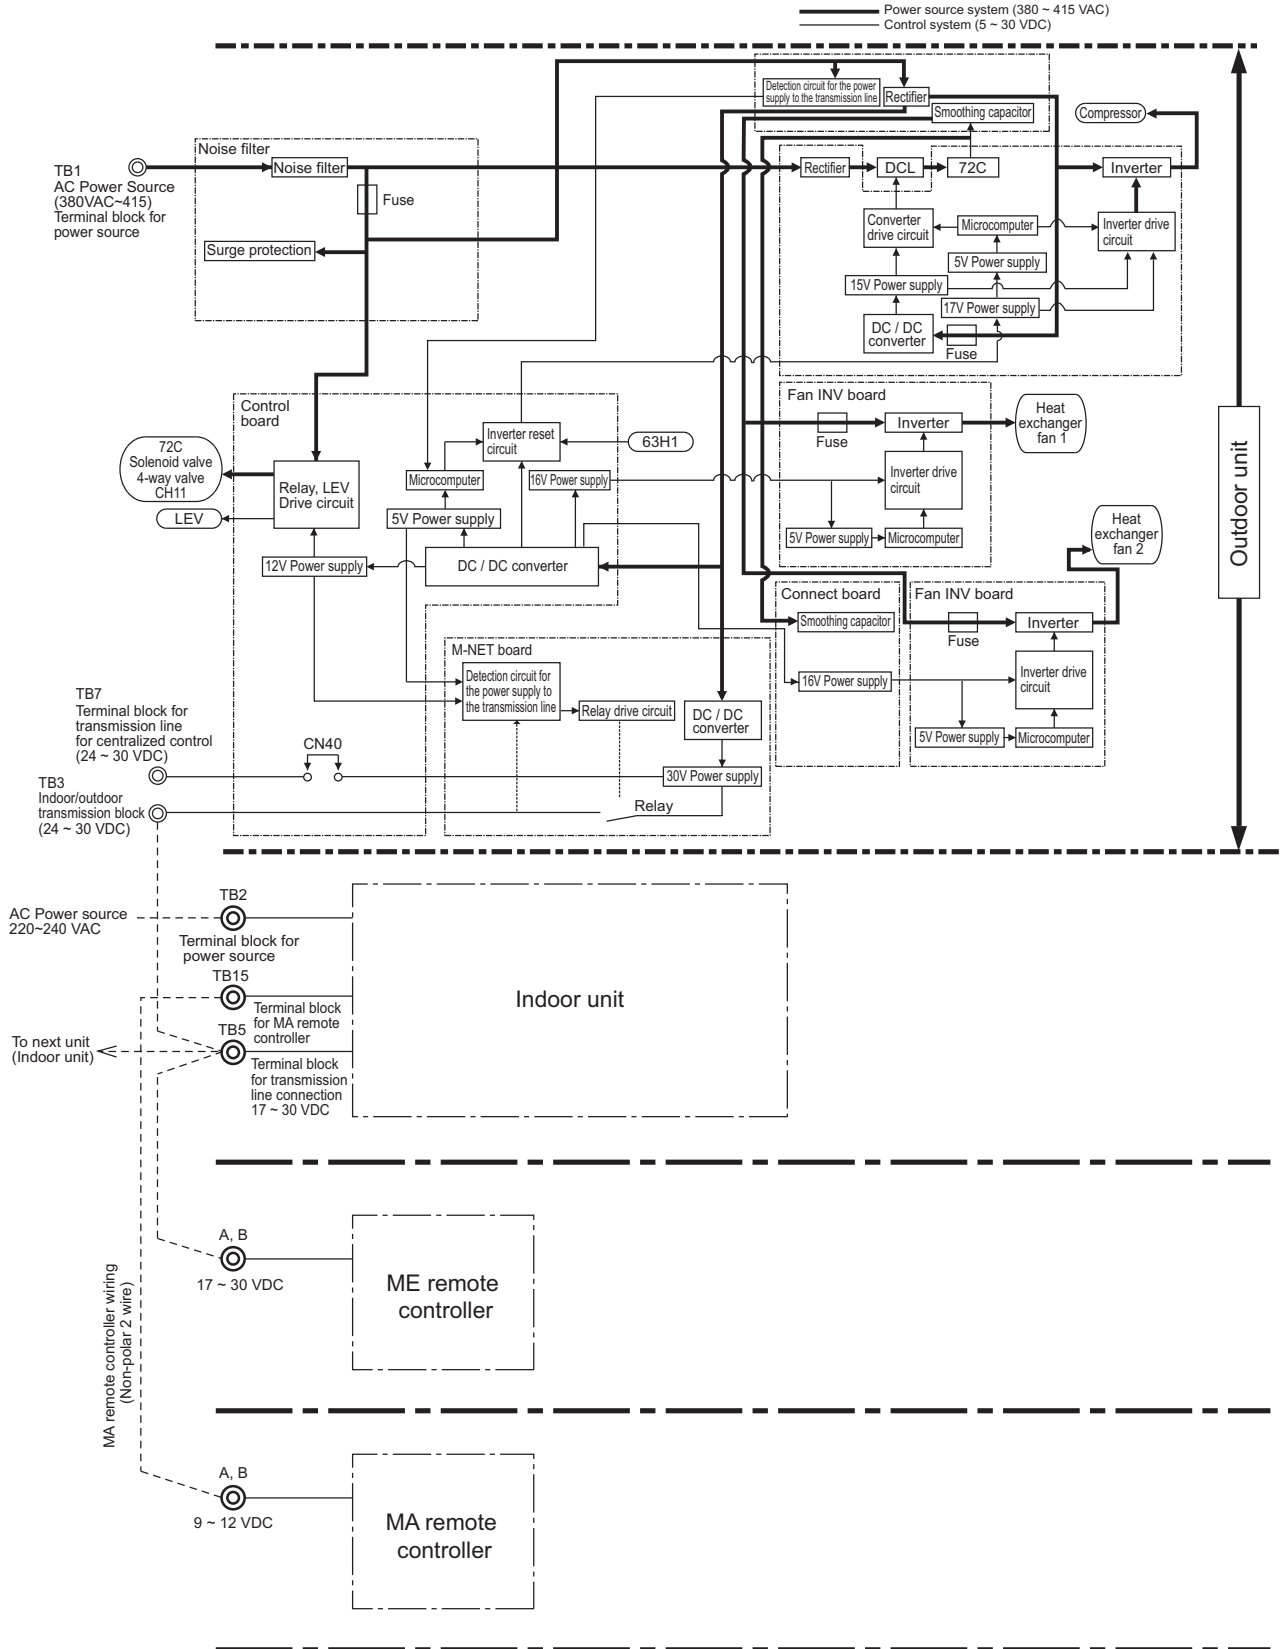 Power source system (380 ~ 415 VAC)
Control system (5 ~ 30 VDC)
Detection circuit for the power
supply to the transmission line
Rectifier
Smoothing capacitor
Compressor
Noise filter
TB1
AC Power Source
(380VAC~415)
Terminal block for
power source
Noise filter
Fuse
Surge protection
Rectifier
DCL
72C
Inverter
Converter
drive circuit
Microcomputer
Inverter drive
circuit
5V Power supply
15V Power supply
17V Power supply
DC / DC
converter
Fuse
Control
board
Inverter reset
circuit
63H1
72C
Solenoid valve
4-way valve
CH11
LEV
Relay, LEV
Drive circuit
Microcomputer
16V Power supply
5V Power supply
12V Power supply
DC / DC converter
Fan INV board
Fuse
Inverter
Heat
exchanger
fan 1
Inverter drive
circuit
5V Power supply
Microcomputer
Heat
exchanger
fan 2
Outdoor unit
Connect board
Smoothing capacitor
16V Power supply
Fan INV board
Fuse
Inverter
Inverter drive
circuit
5V Power supply
Microcomputer
M-NET board
Detection circuit for
the power supply to
the transmission line
Relay drive circuit
DC / DC
converter
30V Power supply
Relay
TB7
Terminal block for
transmission line
for centralized control
(24 ~ 30 VDC)
CN40
TB3
Indoor/outdoor
transmission block
(24 ~ 30 VDC)
AC Power source
220~240 VAC
TB2
Terminal block for
power source
TB15
Terminal block
for MA remote
controller
TB5
To next unit
(Indoor unit)
Terminal block
for transmission
line connection
17 ~ 30 VDC
Indoor unit
A, B
17 ~ 30 VDC
ME remote
controller
MA remote controller wiring
(Non-polar 2 wire)
A, B
9 ~ 12 VDC
MA remote
controller